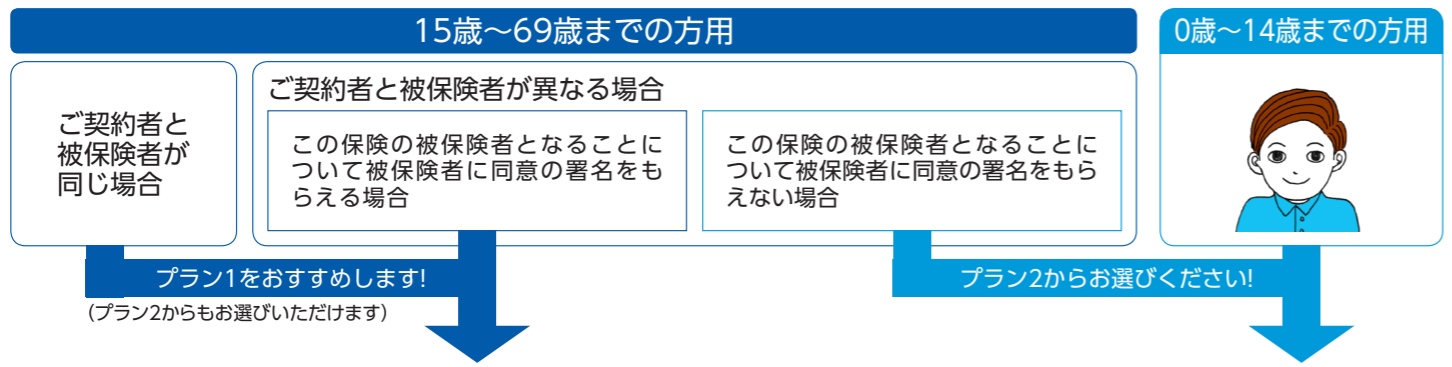 15歳～69歳までの方用
0歳～14歳までの方用
ご契約者と
被保険者が
同じ場合
ご契約者と被保険者が異なる場合
この保険の被保険者となることに
ついて被保険者に同意の署名をも
らえる場合
この保険の被保険者となることに
ついて被保険者に同意の署名をもら
えない場合
プラン1をおすすめします!
（プラン2からもお選びいただけます）
プラン2からお選びください!